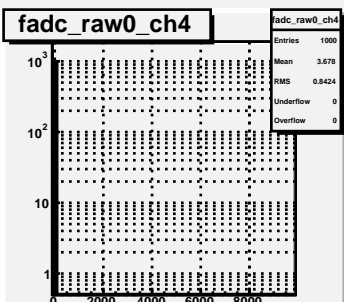 fadc_raw0_ch4
fadc_raw0_ch4
Entries 1000
Mean 3.678
RMS 0.8424
Underflow 0
Overflow 0
10³
10²
10
1
0 2000 4000 6000 8000